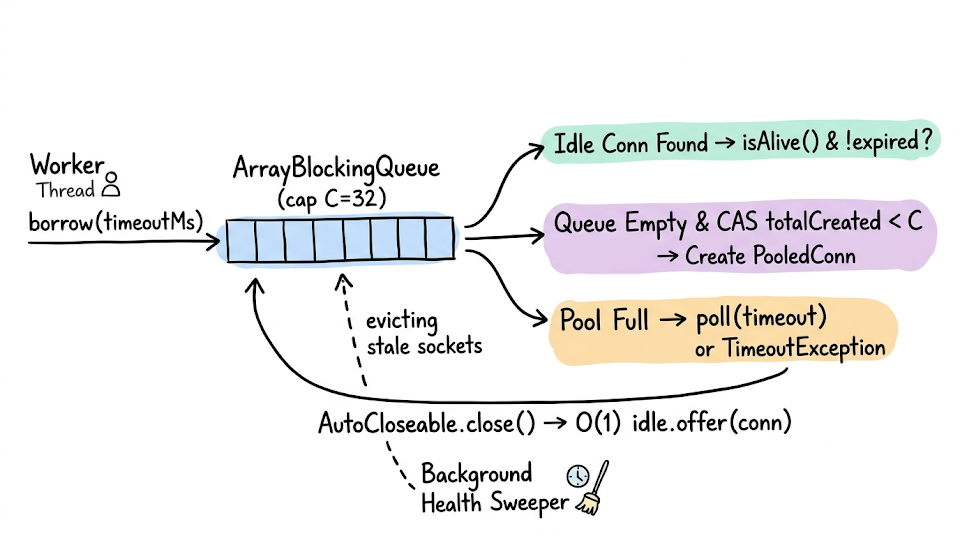 Worker
Thread
borrow(timeoutMs)
ArrayBlockingQueue
(cap C=32)
Idle Conn Found → isAlive() & !expired?
Queue Empty & CAS totalCreated < C
→ Create PooledConn
Pool Full → poll(timeout)
or TimeoutException
evicting
stale sockets
AutoCloseable.close() → O(1) idle.offer(conn)
Background
Health Sweeper